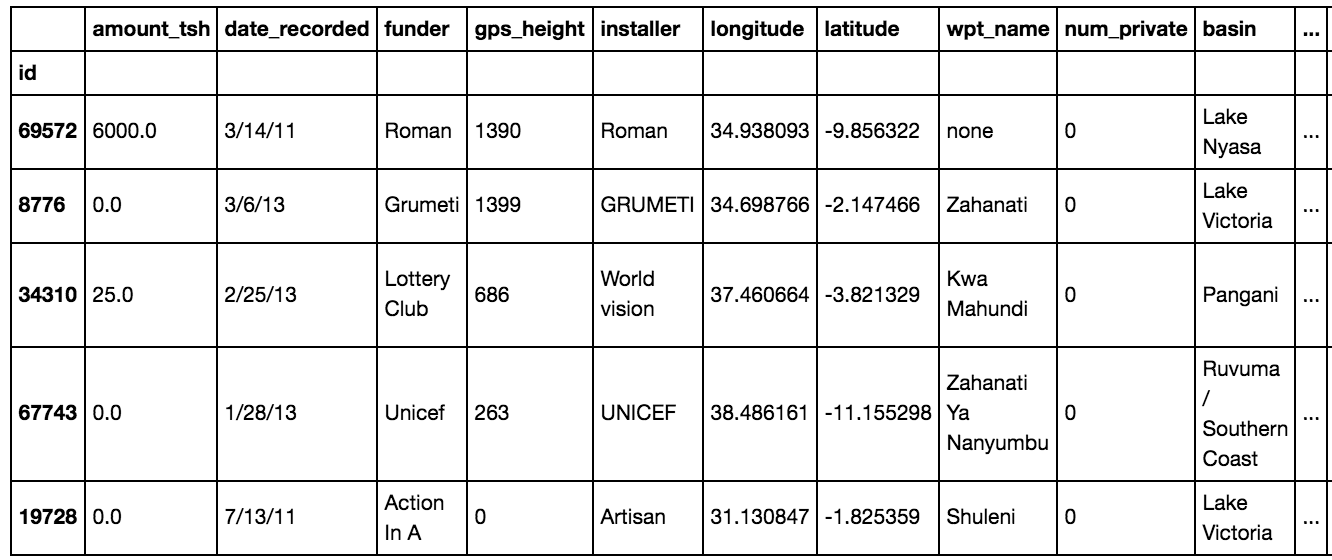 amount_tsh date_recorded funder gps_height installer longitude latitude wpt_name num_private basin ...
id
69572 6000.0 3/14/11 Roman 1390 Roman 34.938093 -9.856322 none 0 Lake Nyasa ...
8776 0.0 3/6/13 Grumeti 1399 GRUMETI 34.698766 -2.147466 Zahanati 0 Lake Victoria ...
34310 25.0 2/25/13 Lottery Club 686 World vision 37.460664 -3.821329 Kwa Mahundi 0 Pangani ...
67743 0.0 1/28/13 Unicef 263 UNICEF 38.486161 -11.155298 Zahanati Ya Nanyumbu 0 Ruvuma / Southern Coast ...
19728 0.0 7/13/11 Action In A 0 Artisan 31.130847 -1.825359 Shuleni 0 Lake Victoria ...